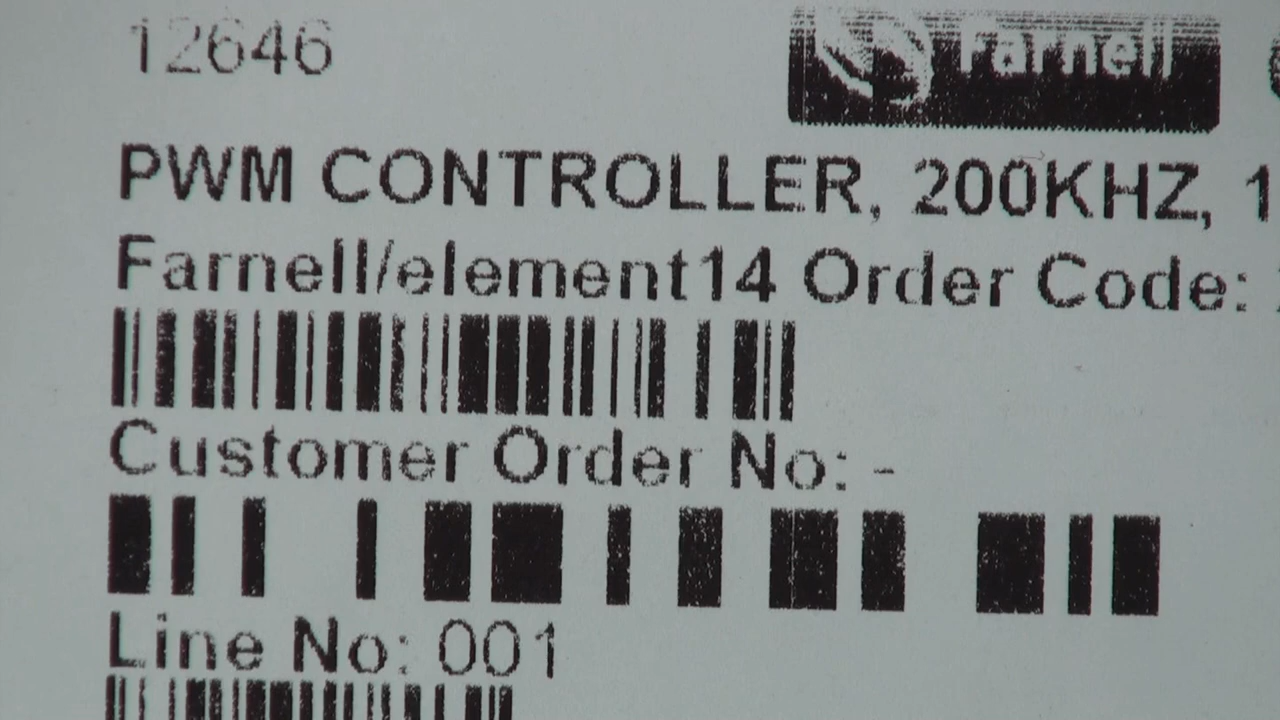 12646
Farnell
PWM CONTROLLER, 200KHZ, 1
Farnell/element14 Order Code:
Customer Order No: -
Line No: 001